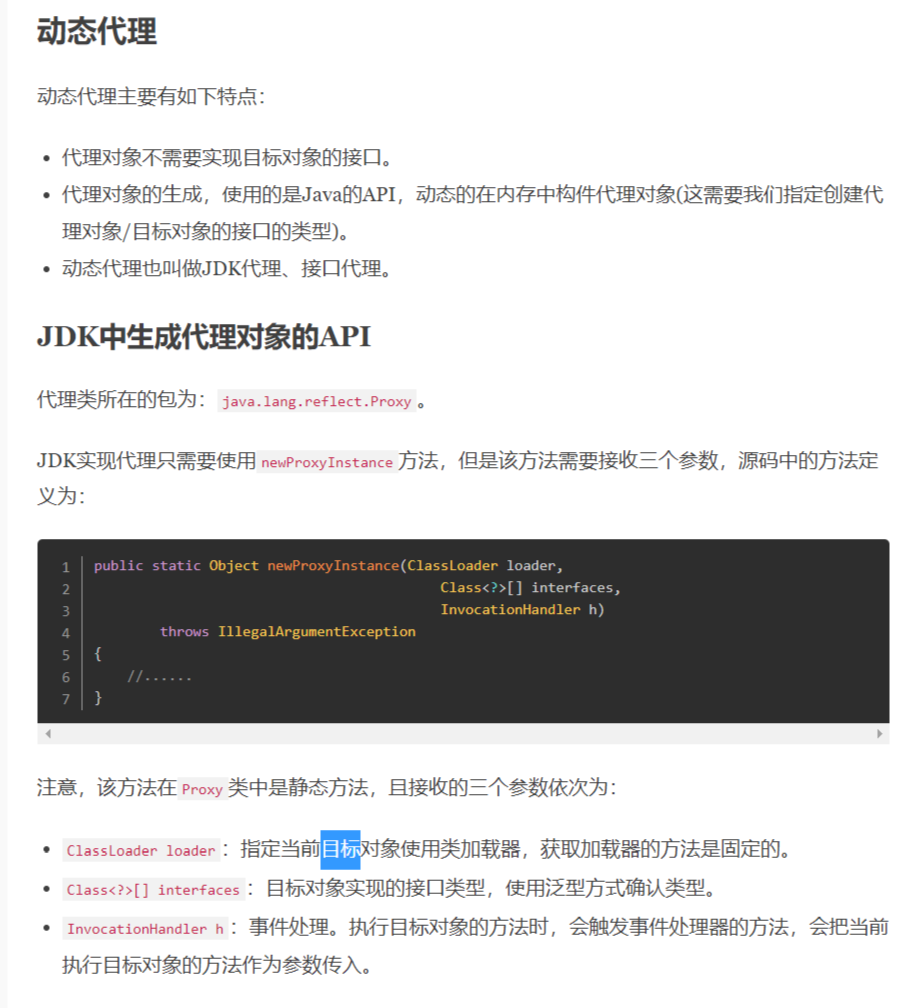 动态代理
动态代理主要有如下特点：
• 代理对象不需要实现目标对象的接口。
• 代理对象的生成，使用的是Java的API，动态的在内存中构件代理对象(这需要我们指定创建代
理对象/目标对象的接口的类型)。
• 动态代理也叫做JDK代理、接口代理。
JDK中生成代理对象的API
代理类所在的包为：java.lang.reflect.Proxy。
JDK实现代理只需要使用newProxyInstance方法，但是该方法需要接收三个参数，源码中的方法定
义为：
1 public static Object newProxyInstance(ClassLoader loader,
2 Class<?>[] interfaces,
3 InvocationHandler h)
4 throws IllegalArgumentException
5 {
6 //......
7 }
注意，该方法在Proxy类中是静态方法，且接收的三个参数依次为：
• ClassLoader loader：指定当前目标对象使用类加载器，获取加载器的方法是固定的。
• Class<?>[] interfaces：目标对象实现的接口类型，使用泛型方式确认类型。
• InvocationHandler h：事件处理。执行目标对象的方法时，会触发事件处理器的方法，会把当前
执行目标对象的方法作为参数传入。